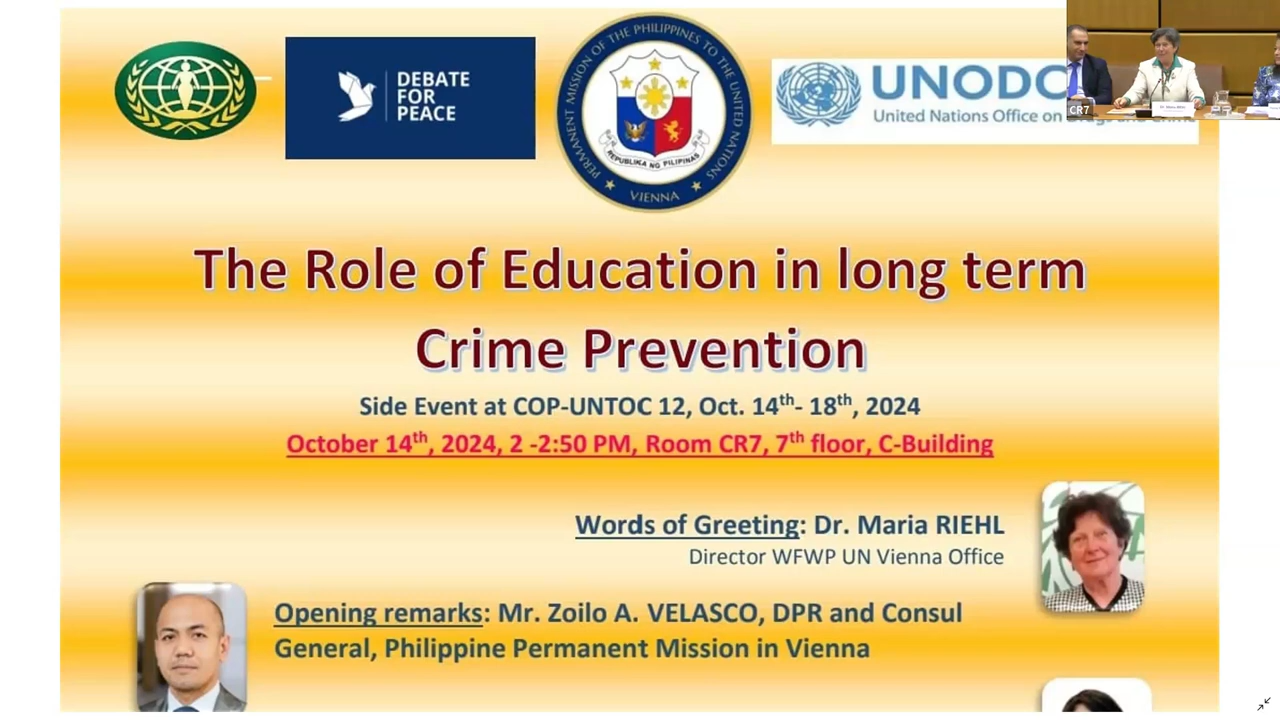 DEBATE
FOR
PEACE
PERMANENT MISSION OF THE PHILIPPINES TO THE UNITED NATIONS
REPUBLIKA NG PILIPINAS
VIENNA
UNODC
United Nations Office on
CR7
The Role of Education in long term
Crime Prevention
Side Event at COP-UNTOC 12, Oct. 14th- 18th, 2024
October 14th, 2024, 2 -2:50 PM, Room CR7, 7th floor, C-Building
Words of Greeting: Dr. Maria RIEHL
Director WFWP UN Vienna Office
Opening remarks: Mr. Zoilo A. VELASCO, DPR and Consul
General, Philippine Permanent Mission in Vienna